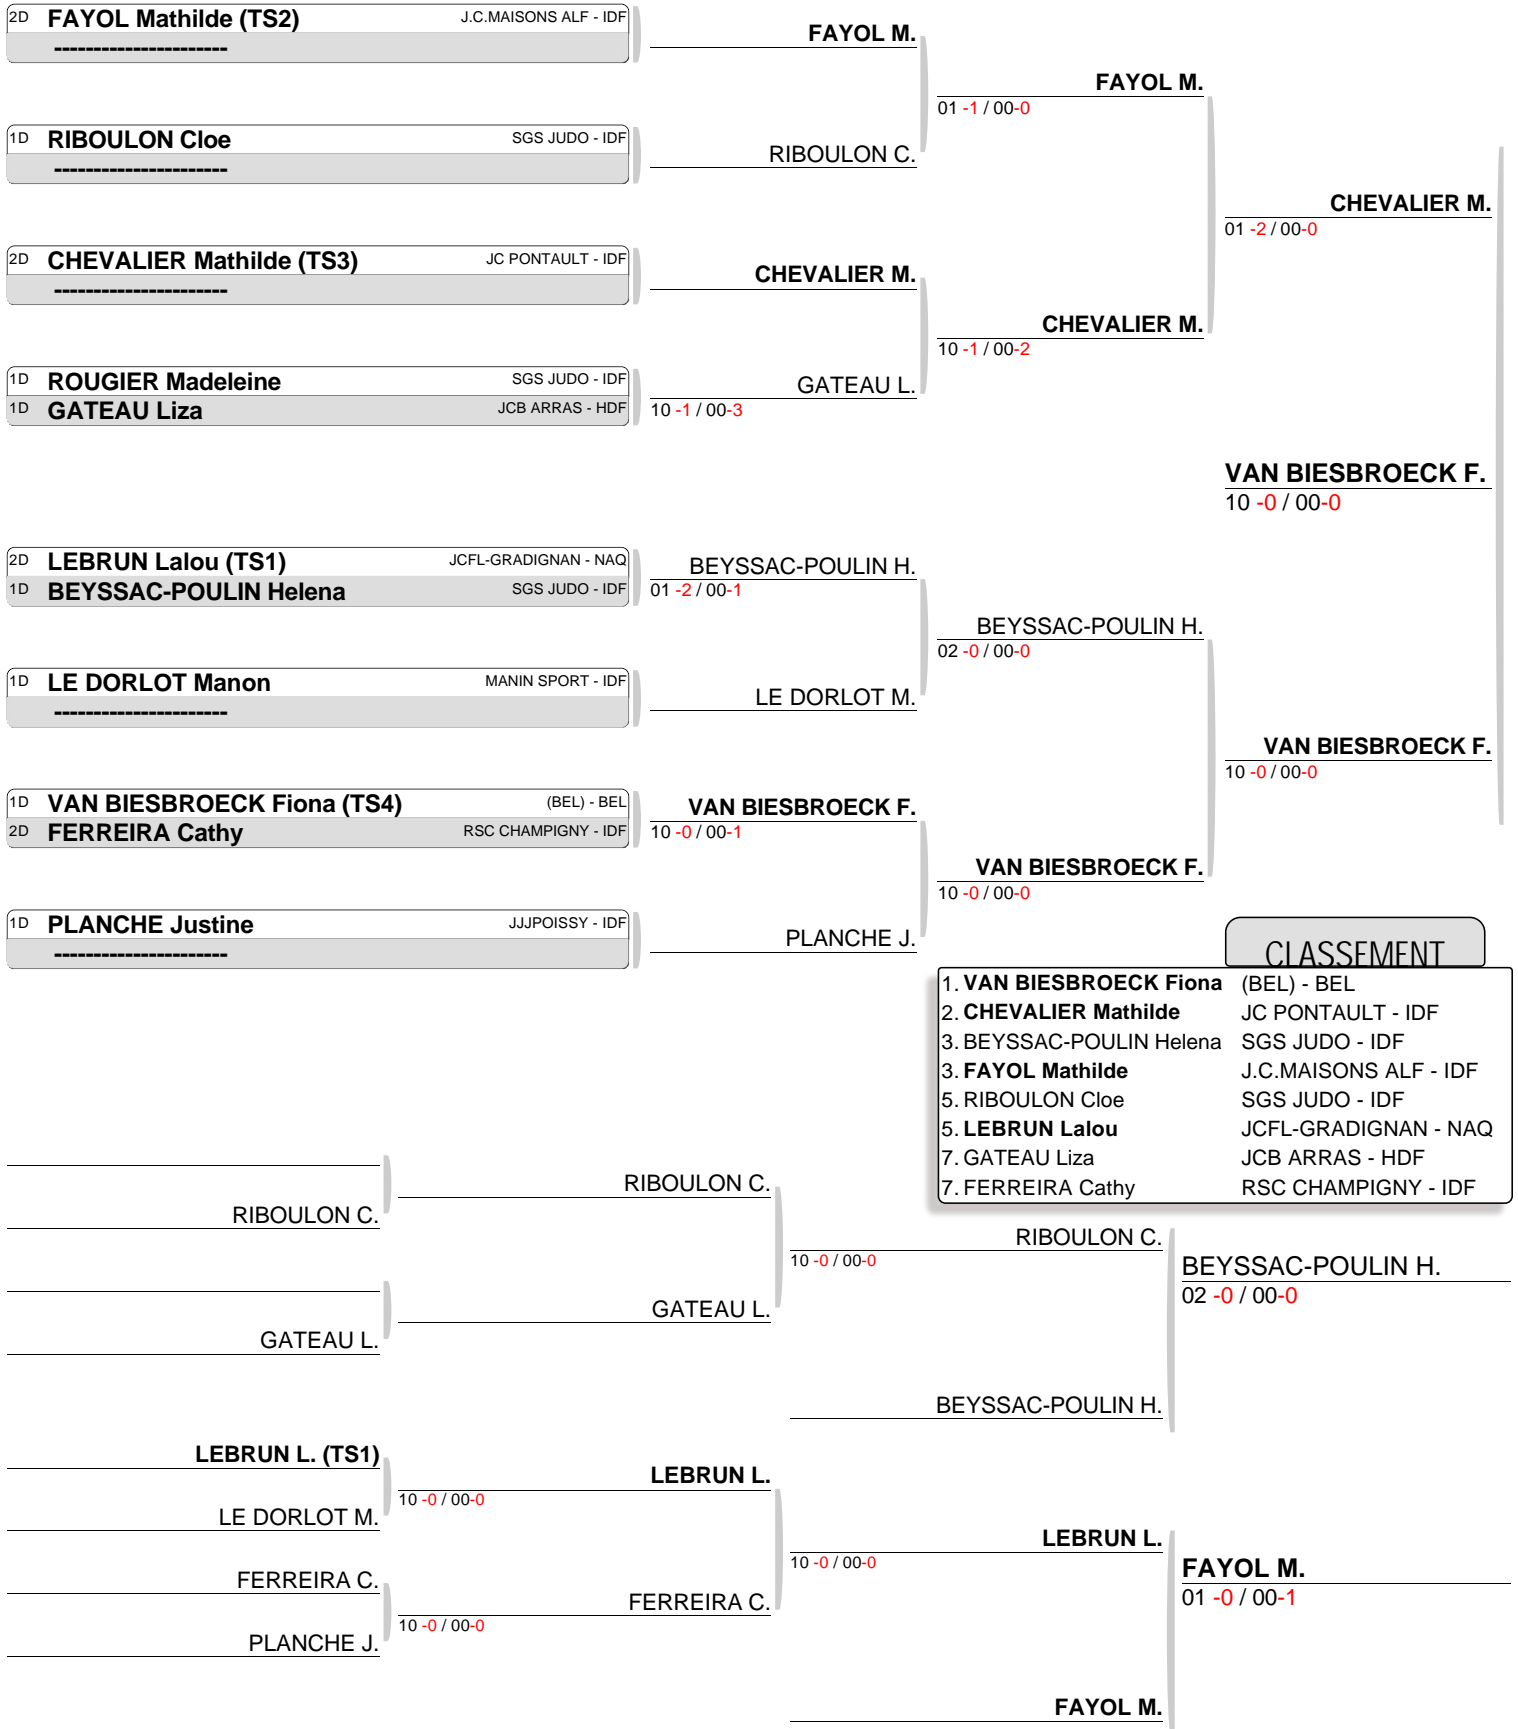 2D FAYOL Mathilde (TS2) J.C.MAISONS ALF - IDF
----------------------
FAYOL M.
FAYOL M.
01 -1 / 00-0
1D RIBOULON Cloe SGS JUDO - IDF
----------------------
RIBOULON C.
CHEVALIER M.
01 -2 / 00-0
2D CHEVALIER Mathilde (TS3) JC PONTAULT - IDF
----------------------
CHEVALIER M.
CHEVALIER M.
10 -1 / 00-2
1D ROUGIER Madeleine SGS JUDO - IDF
1D GATEAU Liza JCB ARRAS - HDF
GATEAU L.
10 -1 / 00-3
VAN BIESBROECK F.
10 -0 / 00-0
2D LEBRUN Lalou (TS1) JCFL-GRADIGNAN - NAQ
1D BEYSSAC-POULIN Helena SGS JUDO - IDF
BEYSSAC-POULIN H.
01 -2 / 00-1
BEYSSAC-POULIN H.
02 -0 / 00-0
1D LE DORLOT Manon MANIN SPORT - IDF
----------------------
LE DORLOT M.
VAN BIESBROECK F.
10 -0 / 00-0
1D VAN BIESBROECK Fiona (TS4) (BEL) - BEL
2D FERREIRA Cathy RSC CHAMPIGNY - IDF
VAN BIESBROECK F.
10 -0 / 00-1
VAN BIESBROECK F.
10 -0 / 00-0
1D PLANCHE Justine JJJPOISSY - IDF
----------------------
PLANCHE J.
CLASSEMENT
1. VAN BIESBROECK Fiona (BEL) - BEL
2. CHEVALIER Mathilde JC PONTAULT - IDF
3. BEYSSAC-POULIN Helena SGS JUDO - IDF
3. FAYOL Mathilde J.C.MAISONS ALF - IDF
5. RIBOULON Cloe SGS JUDO - IDF
5. LEBRUN Lalou JCFL-GRADIGNAN - NAQ
7. GATEAU Liza JCB ARRAS - HDF
7. FERREIRA Cathy RSC CHAMPIGNY - IDF
RIBOULON C.
RIBOULON C.
RIBOULON C.
10 -0 / 00-0
BEYSSAC-POULIN H.
02 -0 / 00-0
GATEAU L.
GATEAU L.
BEYSSAC-POULIN H.
LEBRUN L. (TS1)
LEBRUN L.
10 -0 / 00-0
LE DORLOT M.
LEBRUN L.
10 -0 / 00-0
FAYOL M.
01 -0 / 00-1
FERREIRA C.
FERREIRA C.
10 -0 / 00-0
PLANCHE J.
FAYOL M.